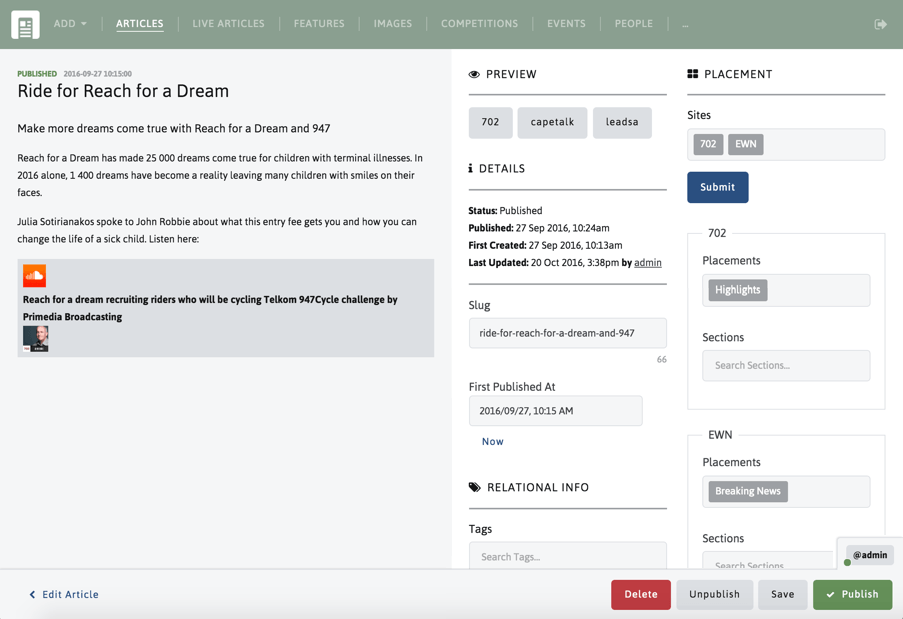 ADD
ARTICLES
LIVE ARTICLES
FEATURES
IMAGES
COMPETITIONS
EVENTS
PEOPLE
...
PUBLISHED 2016-09-27 10:15:00
Ride for Reach for a Dream
Make more dreams come true with Reach for a Dream and 947
Reach for a Dream has made 25 000 dreams come true for children with terminal illnesses. In
2016 alone, 1 400 dreams have become a reality leaving many children with smiles on their
faces.
Julia Sotirianakos spoke to John Robbie about what this entry fee gets you and how you can
change the life of a sick child. Listen here:
Reach for a dream recruiting riders who will be cycling Telkom 947Cycle challenge by
Primedia Broadcasting
PREVIEW
702
capetalk
leadsa
DETAILS
Status: Published
Published: 27 Sep 2016, 10:24am
First Created: 27 Sep 2016, 10:13am
Last Updated: 20 Oct 2016, 3:38pm by admin
Slug
ride-for-reach-for-a-dream-and-947
66
First Published At
2016/09/27, 10:15 AM
Now
RELATIONAL INFO
Tags
Search Tags...
PLACEMENT
Sites
702
EWN
Submit
702
Placements
Highlights
Sections
Search Sections...
EWN
Placements
Breaking News
Sections
Search Sections...
@admin
Edit Article
Delete
Unpublish
Save
Publish